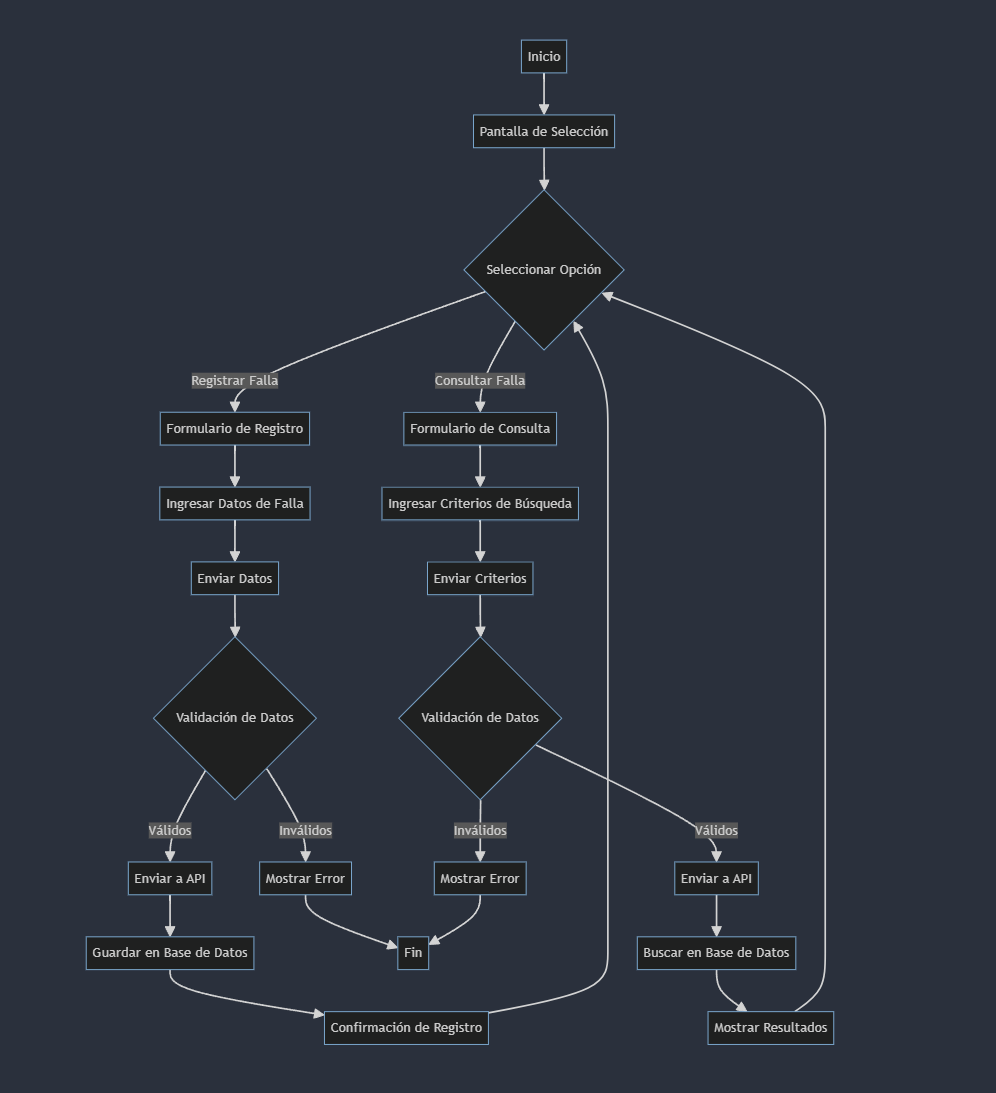 Inicio
Pantalla de Selección
Seleccionar Opción
Registrar Falla
Consultar Falla
Formulario de Registro
Formulario de Consulta
Ingresar Datos de Falla
Ingresar Criterios de Búsqueda
Enviar Datos
Enviar Criterios
Validación de Datos
Validación de Datos
Válidos
Inválidos
Inválidos
Válidos
Enviar a API
Mostrar Error
Mostrar Error
Enviar a API
Guardar en Base de Datos
Fin
Buscar en Base de Datos
Confirmación de Registro
Mostrar Resultados